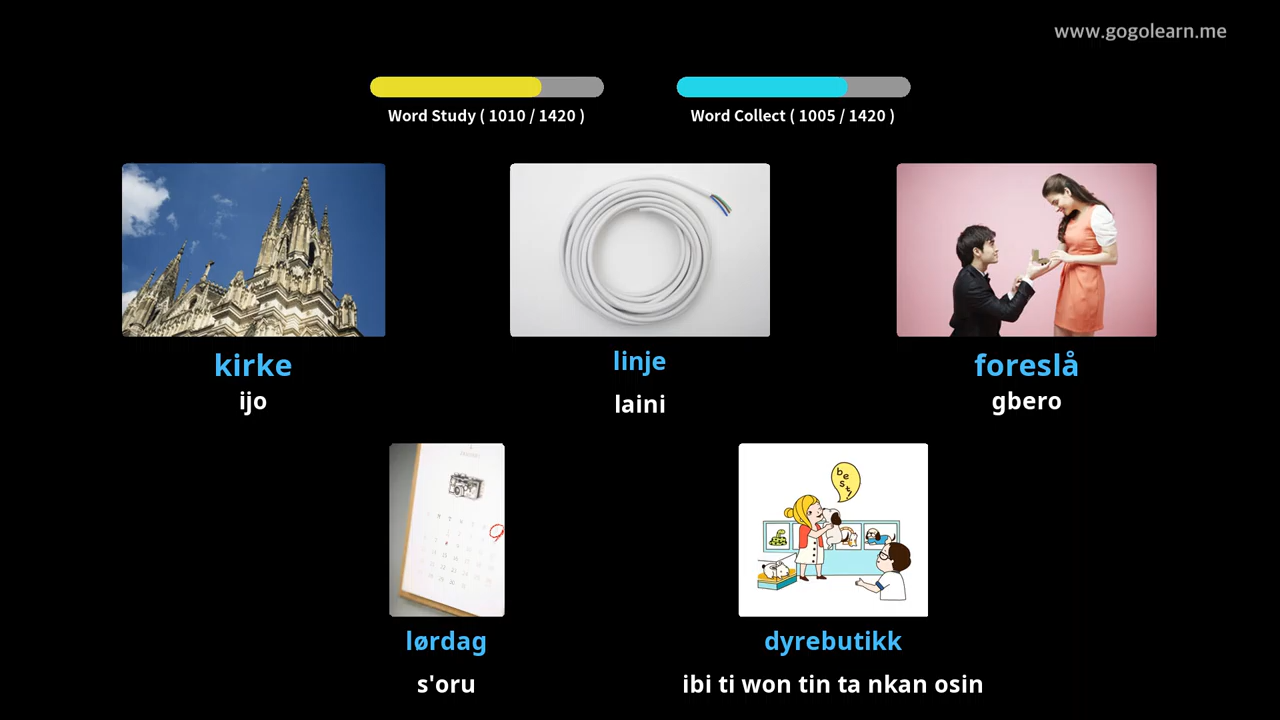 www.gogolearn.me
Word Study ( 1010 / 1420 )
Word Collect ( 1005 / 1420 )
kirke
ijo
linje
laini
foreslå
gbero
best!
lørdag
s'oru
dyrebutikk
ibi ti won tin ta nkan osin